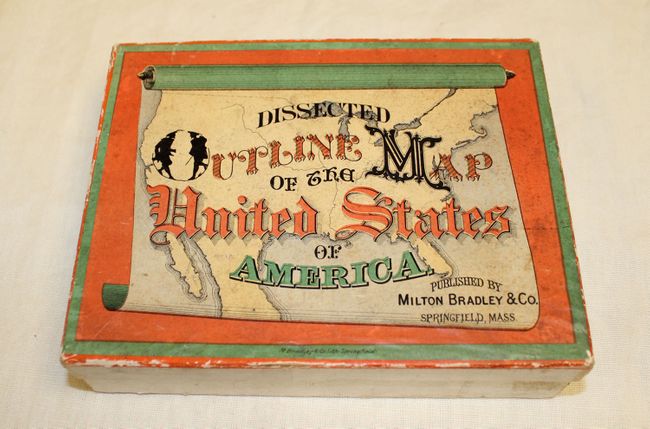 DISSECTED
OUTLINE MAP
OF THE
United States
OF
AMERICA.
PUBLISHED BY
MILTON BRADLEY & CO.
SPRINGFIELD, MASS.